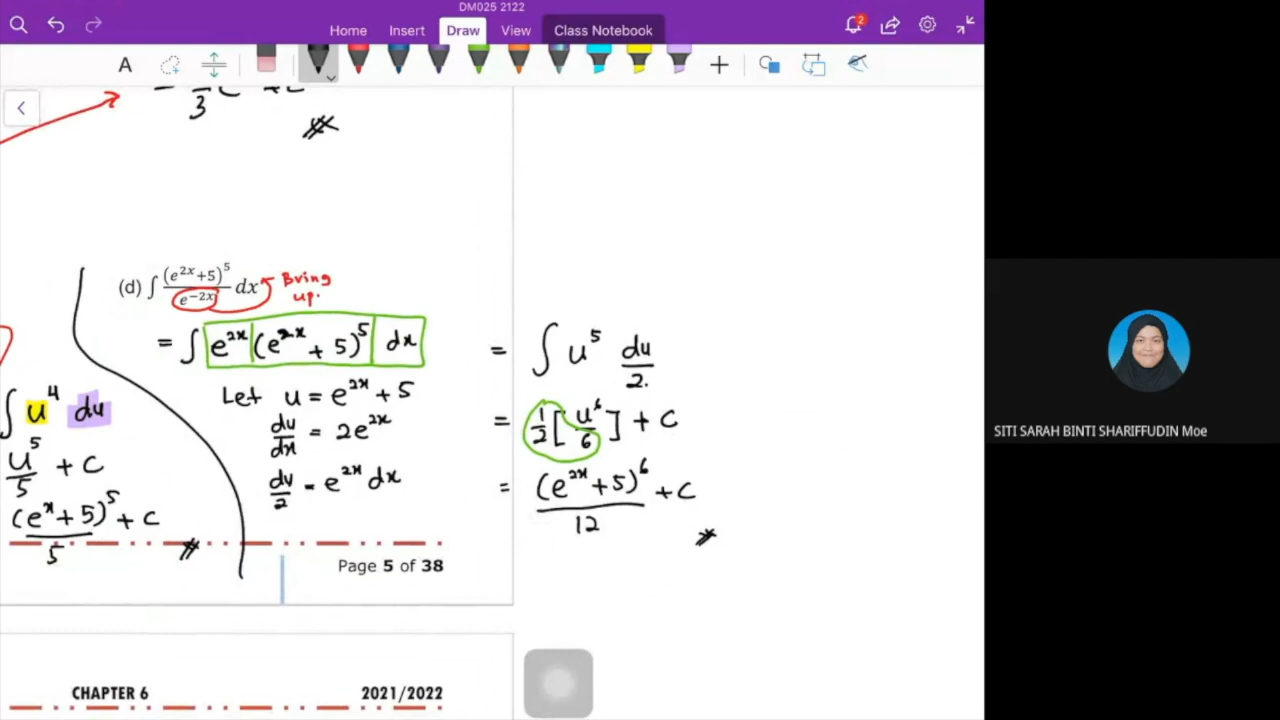 DM025 2122
Home Insert Draw View Class Notebook
2
A
3
(d) ∫ (e^{2x}+5)^5 / e^{-2x} dx
Bring
up.
= ∫ e^{2x} (e^{2x} + 5)^5 dx
Let u = e^{2x} + 5
du/dx = 2e^{2x}
du/2 = e^{2x} dx
∫ u^4 du
u^5/5 + c
(e^x + 5)^5/5 + c
= ∫ u^5 du/2.
= 1/2 [ u^6/6 ] + c
= (e^{2x} + 5)^6/12 + c
Page 5 of 38
CHAPTER 6 2021/2022
SITI SARAH BINTI SHARIFFUDIN Moe